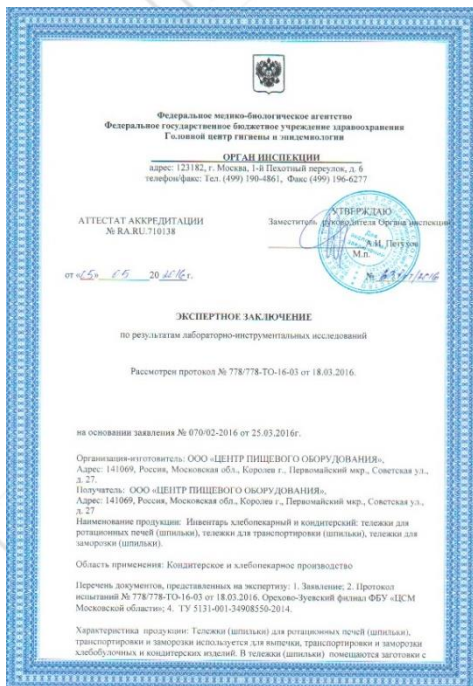 Федеральное медико-биологическое агентство
Федеральное государственное бюджетное учреждение здравоохранения
Головной центр гигиены и эпидемиологии
ОРГАН ИНСПЕКЦИИ
адрес: 123182, г. Москва, 1-й Пехотный переулок, д. 6
телефон/факс: Тел. (499) 190-4861, Факс (499) 196-6277
АТТЕСТАТ АККРЕДИТАЦИИ
№ RA.RU.710138
УТВЕРЖДАЮ
Заместитель руководителя Органа инспекции
А.И. Петухов
М.п.
от « » 05 20 г.
№
ЭКСПЕРТНОЕ ЗАКЛЮЧЕНИЕ
по результатам лабораторно-инструментальных исследований
Рассмотрен протокол № 778/778-ТО-16-03 от 18.03.2016.
на основании заявления № 070/02-2016 от 25.03.2016г.
Организация-изготовитель: ООО «ЦЕНТР ПИЩЕВОГО ОБОРУДОВАНИЯ»,
Адрес: 141069, Россия, Московская обл., Королев г., Первомайский мкр., Советская ул.,
д. 27.
Получатель: ООО «ЦЕНТР ПИЩЕВОГО ОБОРУДОВАНИЯ»,
Адрес: 141069, Россия, Московская обл., Королев г., Первомайский мкр., Советская ул.,
д. 27
Наименование продукции: Инвентарь хлебопекарный и кондитерский: тележки для
ротационных печей (шпильки), тележки для транспортировки (шпильки), тележки для
заморозки (шпильки).
Область применения: Кондитерское и хлебопекарное производство
Перечень документов, представленных на экспертизу: 1. Заявление; 2. Протокол
испытаний № 778/778-ТО-16-03 от 18.03.2016. Орехово-Зуевский филиал ФБУ «ЦСМ
Московской области»; 4. ТУ 5131-001-34908550-2014.
Характеристика продукции: Тележки (шпильки) для ротационных печей (шпильки),
транспортировки и заморозки используется для выпечки, транспортировки и заморозки
хлебобулочных и кондитерских изделий. В тележки (шпильки) помещаются заготовки с